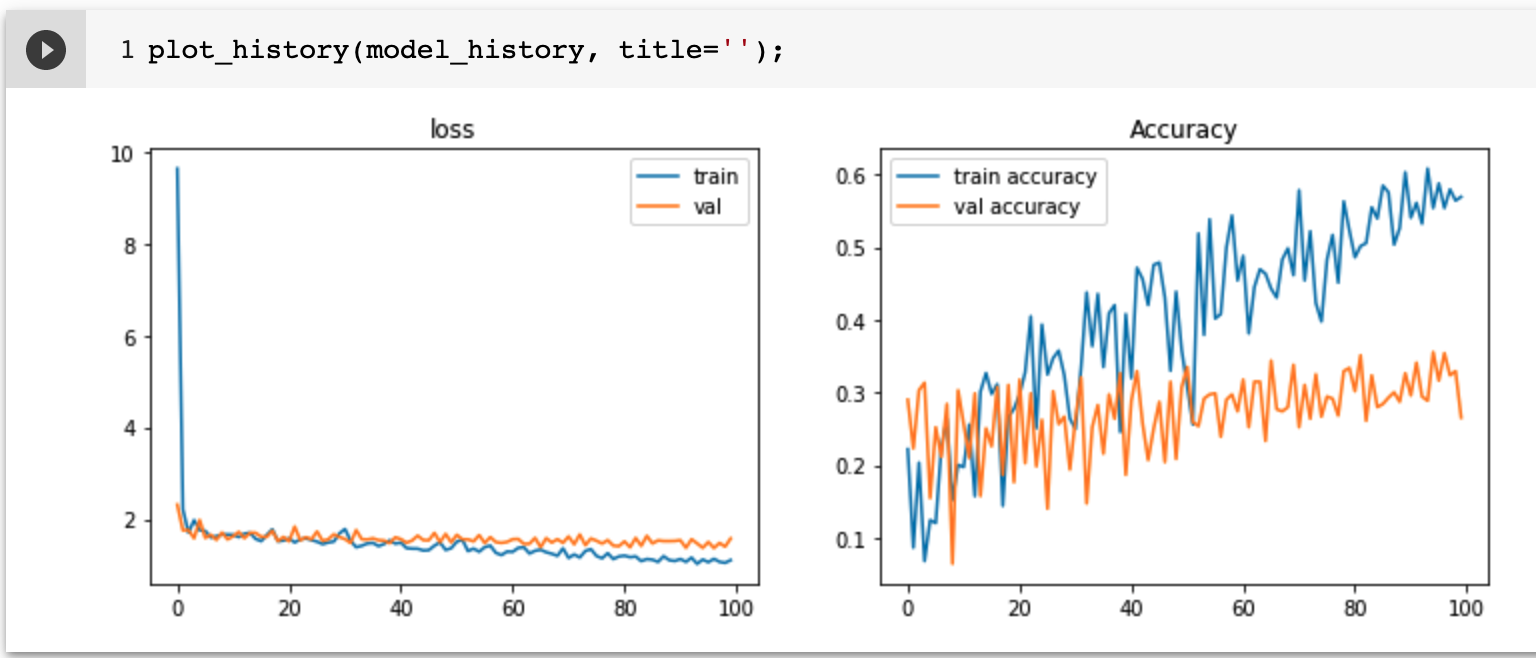 1 plot_history(model_history, title='');
loss
10
8
6
4
2
0 20 40 60 80 100
train
val
Accuracy
0.6
0.5
0.4
0.3
0.2
0.1
0 20 40 60 80 100
train accuracy
val accuracy